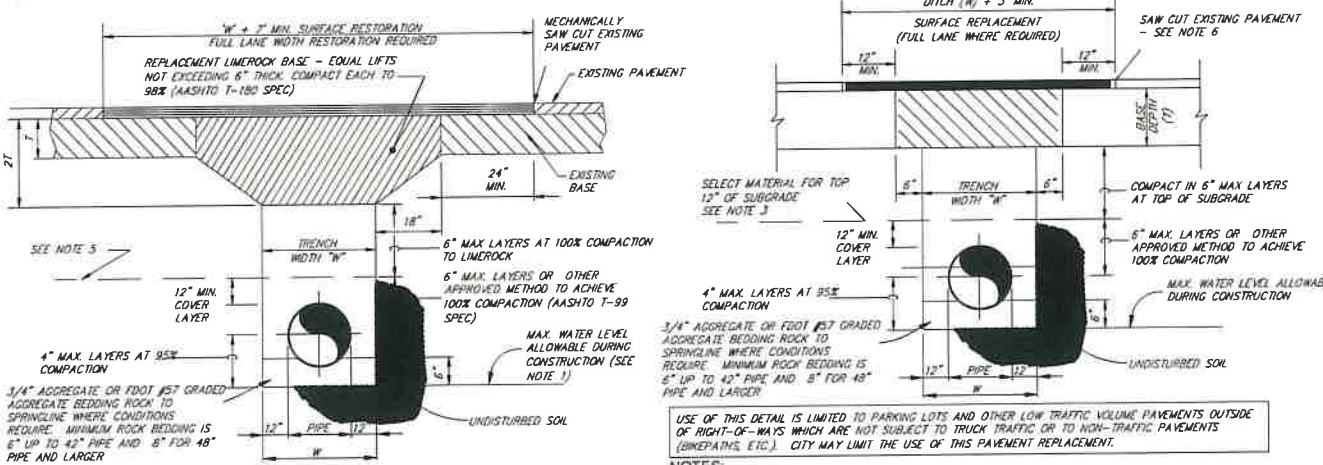 "W" + 7' MIN. SURFACE RESTORATION
FULL LANE WIDTH RESTORATION REQUIRED
MECHANICALLY
SAW CUT EXISTING
PAVEMENT
REPLACEMENT LIMEROCK BASE - EQUAL LIFTS
NOT EXCEEDING 6" THICK. COMPACT EACH TO
98% (AASHTO T-180 SPEC)
EXISTING PAVEMENT
2T
T
24"
MIN.
EXISTING
BASE
18"
SEE NOTE 5
TRENCH
WIDTH "W"
6" MAX LAYERS AT 100% COMPACTION
TO LIMEROCK
12" MIN.
COVER
LAYER
6" MAX. LAYERS OR OTHER
APPROVED METHOD TO ACHIEVE
100% COMPACTION (AASHTO T-99
SPEC)
4" MAX. LAYERS AT 95%
COMPACTION
MAX. WATER LEVEL
ALLOWABLE DURING
CONSTRUCTION (SEE
NOTE 1)
6"
3/4" AGGREGATE OR FDOT #57 GRADED
AGGREGATE BEDDING ROCK TO
SPRINGLINE WHERE CONDITIONS
REQUIRE. MINIMUM ROCK BEDDING IS
6" UP TO 42" PIPE AND 8" FOR 48"
PIPE AND LARGER
UNDISTURBED SOIL
12" PIPE 12"
W
DITCH (W) + 3' MIN.
SURFACE REPLACEMENT
(FULL LANE WHERE REQUIRED)
SAW CUT EXISTING PAVEMENT
- SEE NOTE 6
12"
MIN.
12"
MIN.
BASE
DEPTH
(T)
SELECT MATERIAL FOR TOP
12" OF SUBGRADE
SEE NOTE 3
6" TRENCH 6"
WIDTH "W"
COMPACT IN 6" MAX LAYERS
AT TOP OF SUBGRADE
12" MIN.
COVER
LAYER
6" MAX. LAYERS OR OTHER
APPROVED METHOD TO ACHIEVE
100% COMPACTION
4" MAX. LAYERS AT 95%
COMPACTION
MAX. WATER LEVEL
DURING CONSTRUCTION
6"
3/4" AGGREGATE OR FDOT #57 GRADED
AGGREGATE BEDDING ROCK TO
SPRINGLINE WHERE CONDITIONS
REQUIRE. MINIMUM ROCK BEDDING IS
6" UP TO 42" PIPE AND 8" FOR 48"
PIPE AND LARGER
UNDISTURBED SOIL
12" PIPE 12"
W
USE OF THIS DETAIL IS LIMITED TO PARKING LOTS AND OTHER LOW TRAFFIC VOLUME PAVEMENTS OUTSIDE
OF RIGHT-OF-WAYS WHICH ARE NOT SUBJECT TO TRUCK TRAFFIC OR TO NON-TRAFFIC PAVEMENTS
(BIKEPATHS, ETC.). CITY MAY LIMIT THE USE OF THIS PAVEMENT REPLACEMENT.
NOTES: